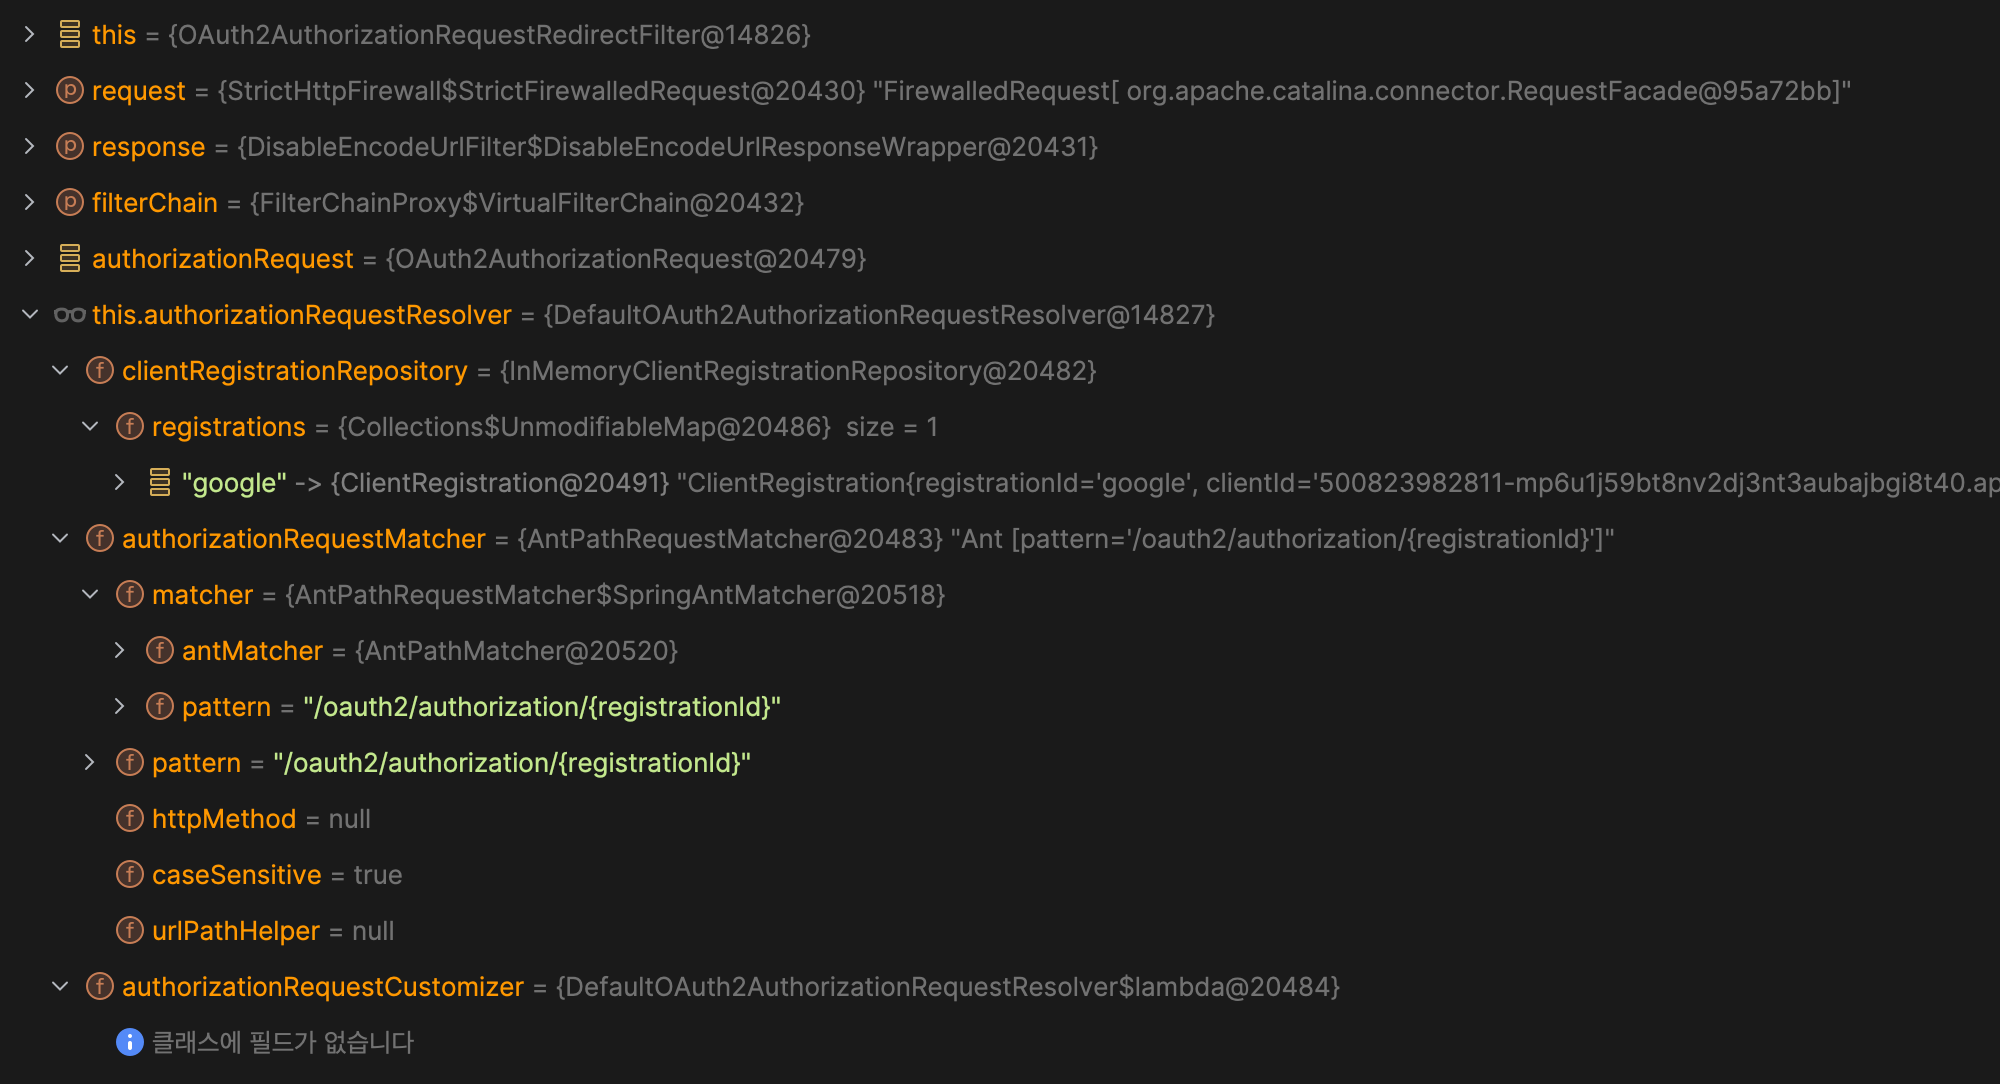 this = {OAuth2AuthorizationRequestRedirectFilter@14826}
p request = {StrictHttpFirewall$StrictFirewalledRequest@20430} "FirewalledRequest[ org.apache.catalina.connector.RequestFacade@95a72bb]"
p response = {DisableEncodeUrlFilter$DisableEncodeUrlResponseWrapper@20431}
p filterChain = {FilterChainProxy$VirtualFilterChain@20432}
authorizationRequest = {OAuth2AuthorizationRequest@20479}
this.authorizationRequestResolver = {DefaultOAuth2AuthorizationRequestResolver@14827}
f clientRegistrationRepository = {InMemoryClientRegistrationRepository@20482}
f registrations = {Collections$UnmodifiableMap@20486} size = 1
"google" -> {ClientRegistration@20491} "ClientRegistration{registrationId='google', clientId='500823982811-mp6u1j59bt8nv2dj3nt3aubajbgi8t40.ap
f authorizationRequestMatcher = {AntPathRequestMatcher@20483} "Ant [pattern='/oauth2/authorization/{registrationId}']"
f matcher = {AntPathRequestMatcher$SpringAntMatcher@20518}
f antMatcher = {AntPathMatcher@20520}
f pattern = "/oauth2/authorization/{registrationId}"
f pattern = "/oauth2/authorization/{registrationId}"
f httpMethod = null
f caseSensitive = true
f urlPathHelper = null
f authorizationRequestCustomizer = {DefaultOAuth2AuthorizationRequestResolver$lambda@20484}
클래스에 필드가 없습니다